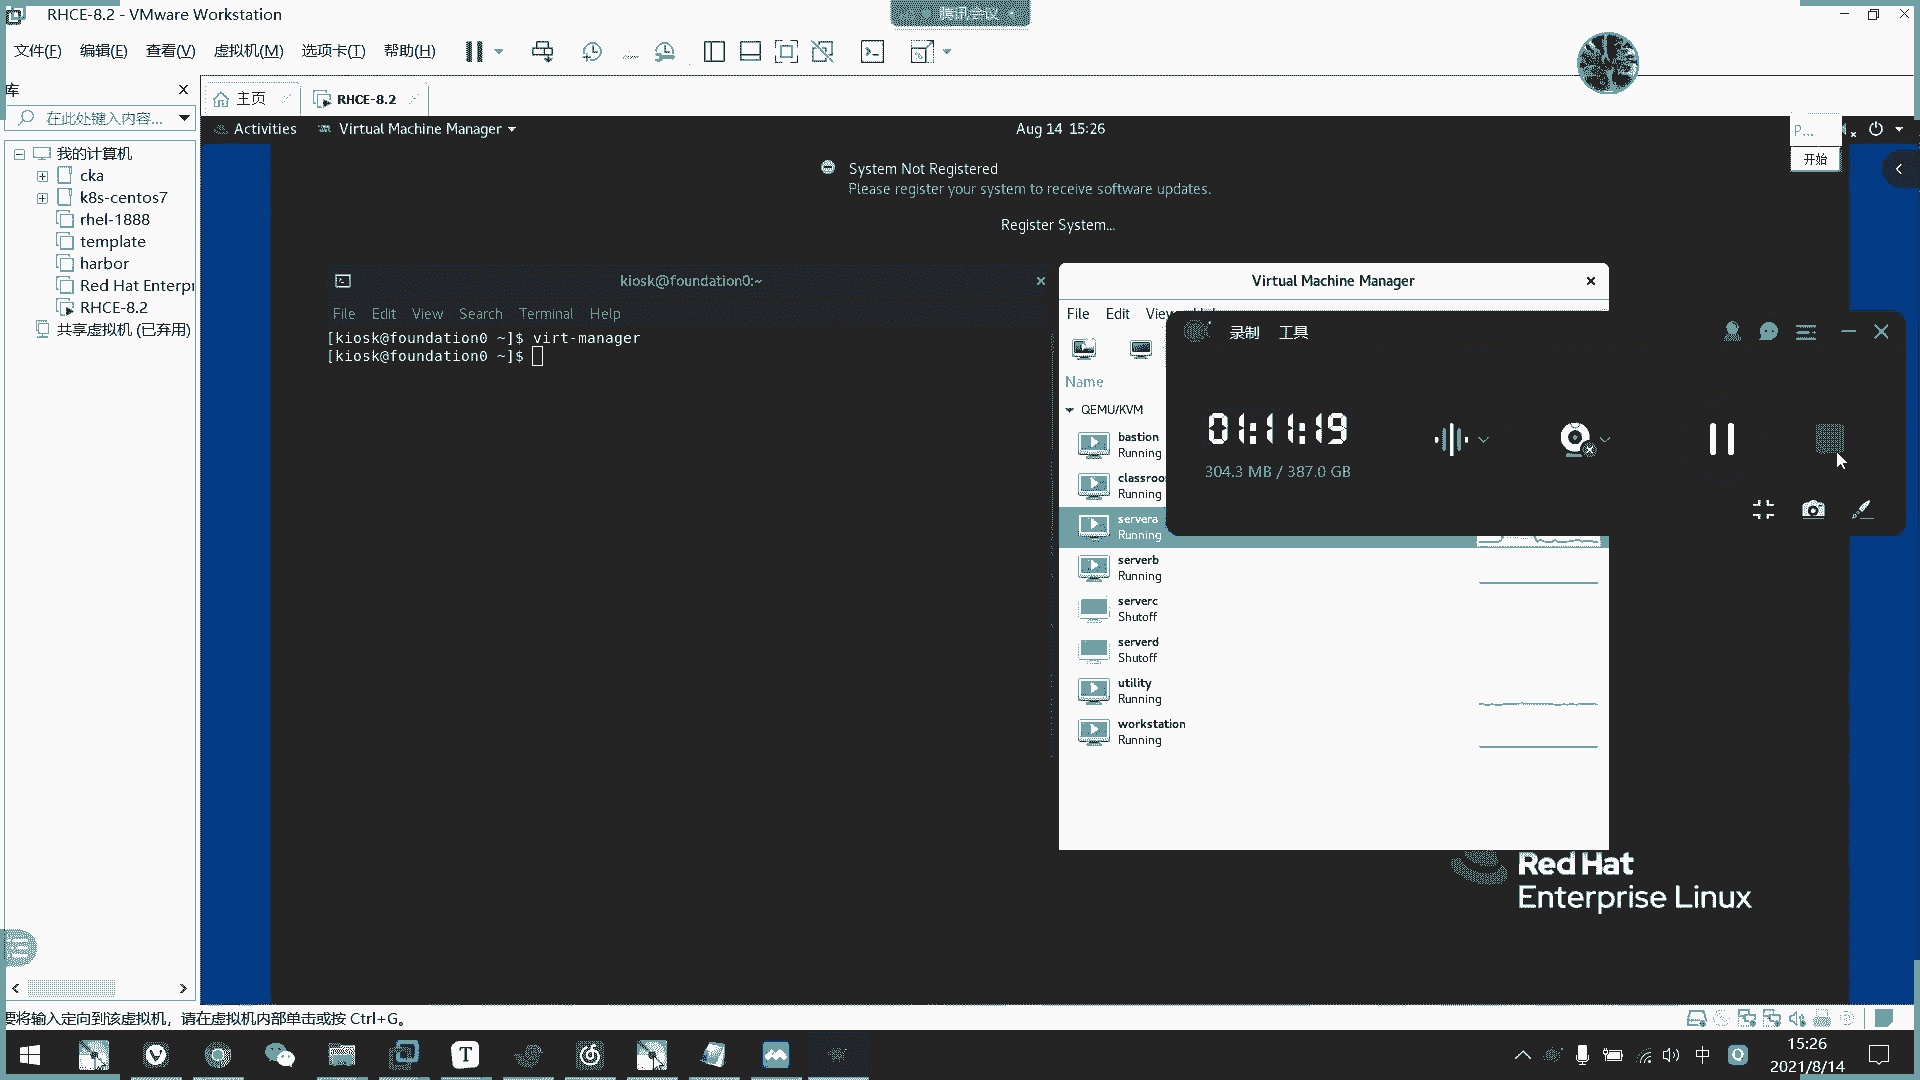 RHCE-8.2 - VMware Workstation
腾讯会议
文件(F) 编辑(E) 查看(V) 虚拟机(M) 选项卡(T) 帮助(H)
库
在此处键入内容...
主页
RHCE-8.2
我的计算机
cka
k8s-centos7
rhel-1888
template
harbor
Red Hat Enterpr
RHCE-8.2
共享虚拟机 (已弃用)
Activities
Virtual Machine Manager
Aug 14 15:26
P...
开始
System Not Registered
Please register your system to receive software updates.
Register System...
kiosk@foundation0:~
File Edit View Search Terminal Help
[kiosk@foundation0 ~]$ virt-manager
[kiosk@foundation0 ~]$
Virtual Machine Manager
File Edit View
Name
QEMU/KVM
bastion
Running
classroo
Running
servera
Running
serverb
Running
serverc
Shutoff
serverd
Shutoff
utility
Running
workstation
Running
录制 工具
01:11:19
304.3 MB / 387.0 GB
Red Hat
Enterprise Linux
要将输入定向到该虚拟机，请在虚拟机内部单击或按 Ctrl+G。
中
15:26
2021/8/14